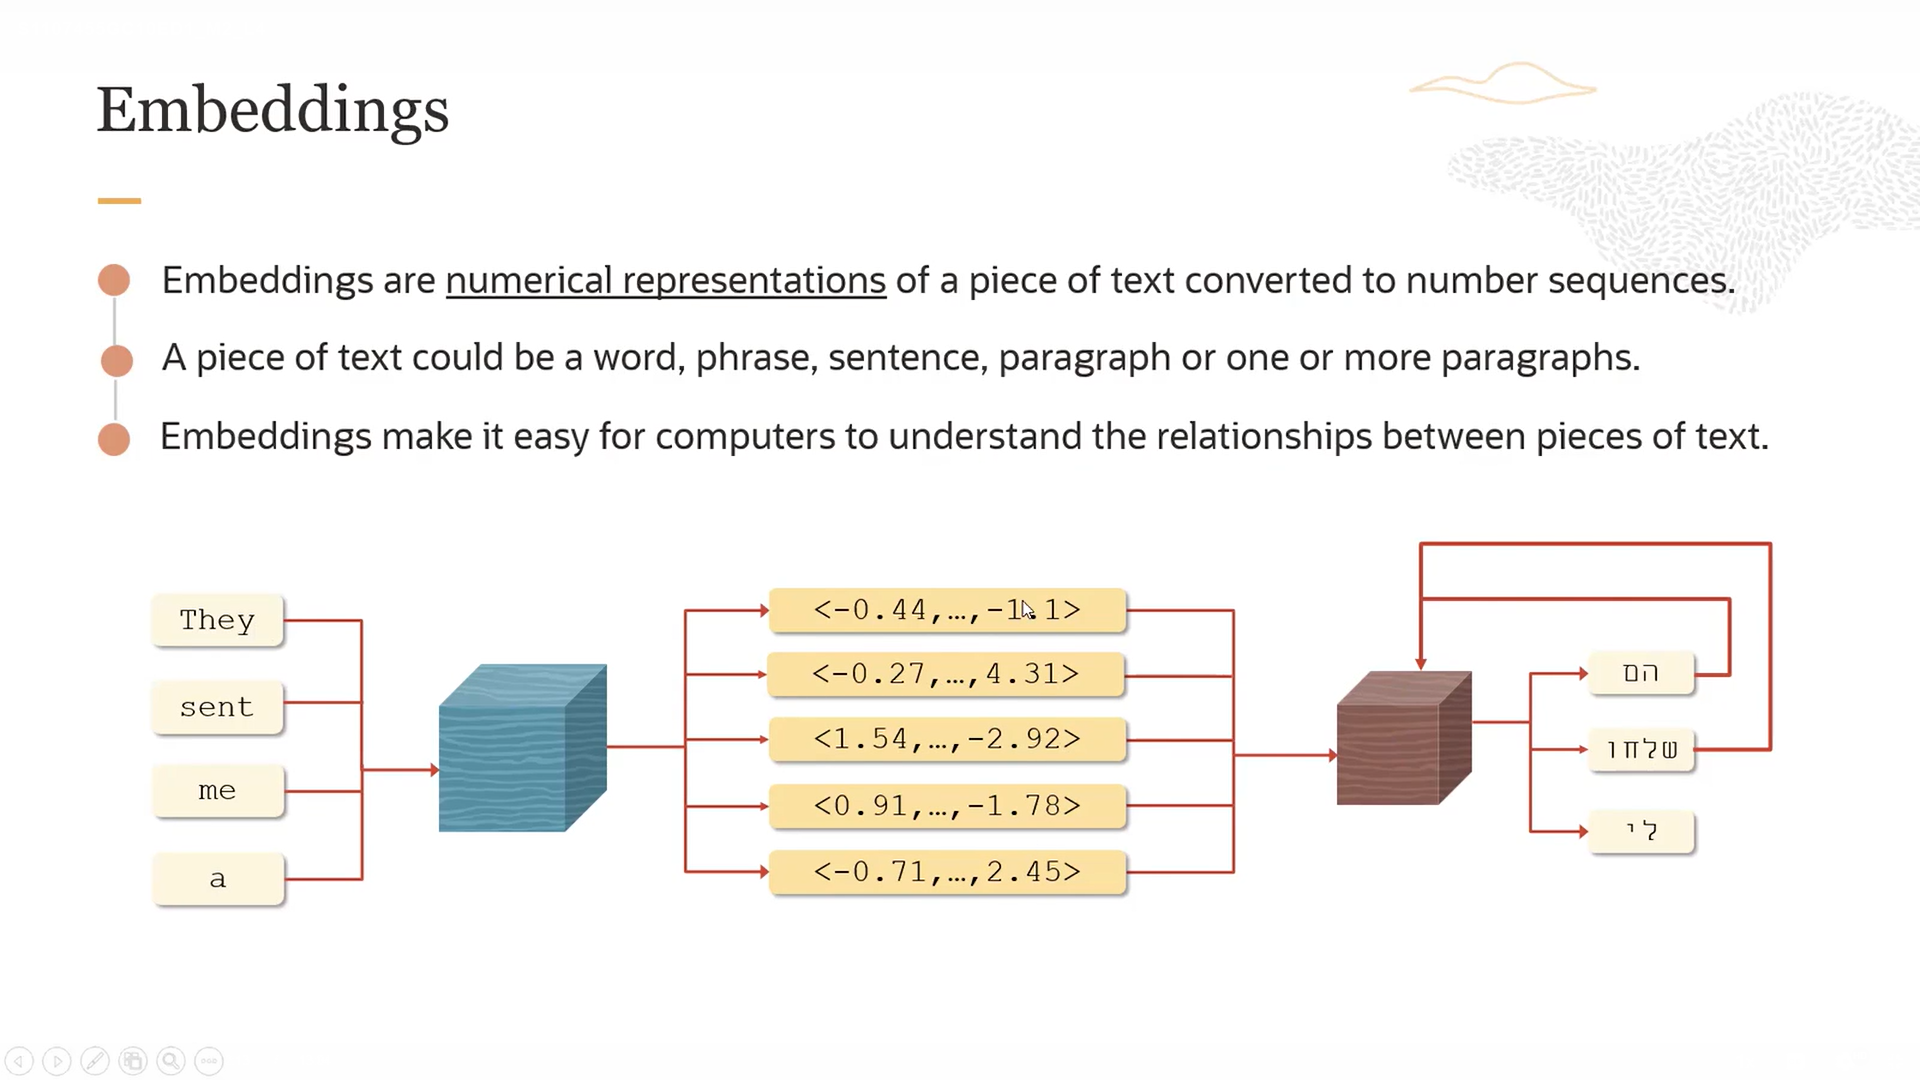 Embeddings
Embeddings are numerical representations of a piece of text converted to number sequences.
A piece of text could be a word, phrase, sentence, paragraph or one or more paragraphs.
Embeddings make it easy for computers to understand the relationships between pieces of text.
They
sent
me
a
<-0.44,…,-1.1>
<-0.27,…,4.31>
<1.54,…,-2.92>
<0.91,…,-1.78>
<-0.71,…,2.45>
הם
שלחו
לי